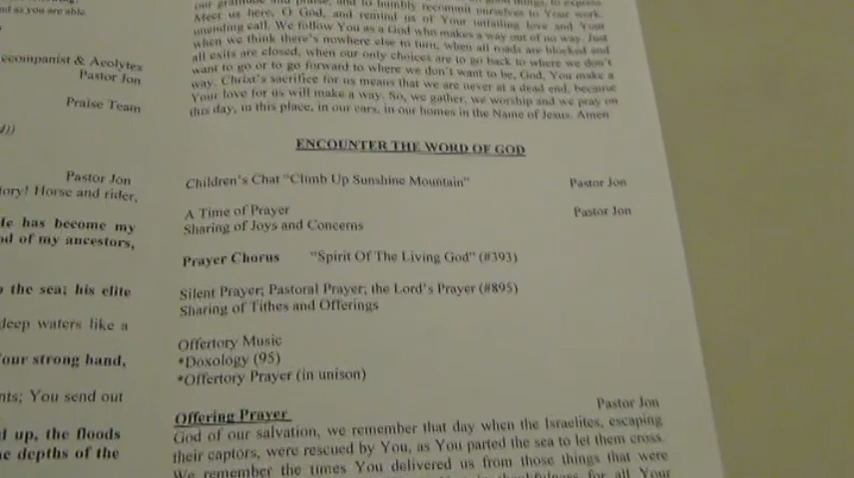 nd as you are able.
ccompanist & Acolytes
Pastor Jon
Praise Team
))
Pastor Jon
tory! Horse and rider,
He has become my
od of my ancestors,
o the sea; his elite
deep waters like a
our strong hand,
nts; You send out
d up, the floods
he depths of the
our gratitude and praise, and to humbly recommit ourselves to Your work.
Meet us here, O God, and remind us of Your unfailing love and Your
unending call. We follow You as a God who makes a way out of no way. Just
when we think there's nowhere else to turn, when all roads are blocked and
all exits are closed, when our only choices are to go back to where we don't
want to go or to go forward to where we don't want to be, God, You make a
way. Christ's sacrifice for us means that we are never at a dead end, because
Your love for us will make a way. So, we gather, we worship and we pray on
this day, in this place, in our cars, in our homes in the Name of Jesus. Amen
ENCOUNTER THE WORD OF GOD
Children's Chat "Climb Up Sunshine Mountain" Pastor Jon
A Time of Prayer Pastor Jon
Sharing of Joys and Concerns
Prayer Chorus "Spirit Of The Living God" (#393)
Silent Prayer; Pastoral Prayer; the Lord's Prayer (#895)
Sharing of Tithes and Offerings
Offertory Music
*Doxology (95)
*Offertory Prayer (in unison)
Pastor Jon
Offering Prayer
God of our salvation, we remember that day when the Israelites, escaping
their captors, were rescued by You, as You parted the sea to let them cross.
We remember the times You delivered us from those things that were
for all Your